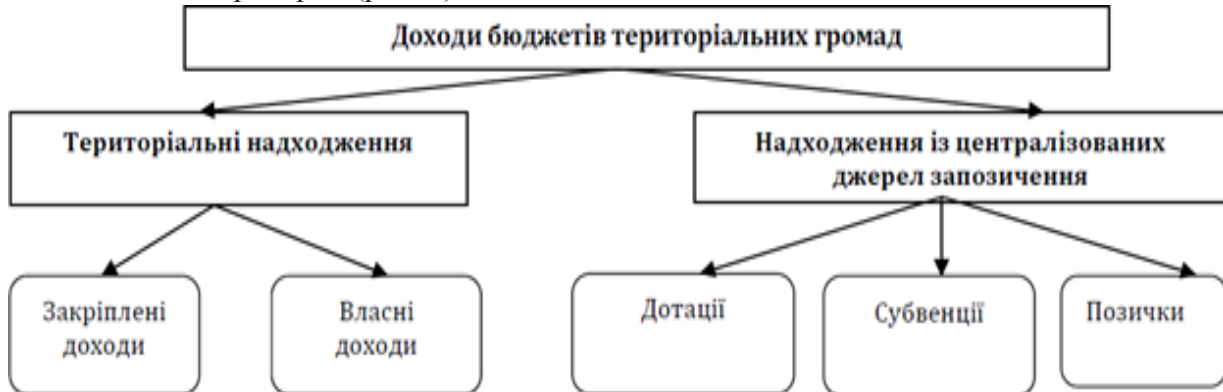 Доходи бюджетів територіальних громад
Територіальні надходження
Надходження із централізованих
джерел запозичення
Закріплені
доходи
Власні
доходи
Дотації
Субвенції
Позички